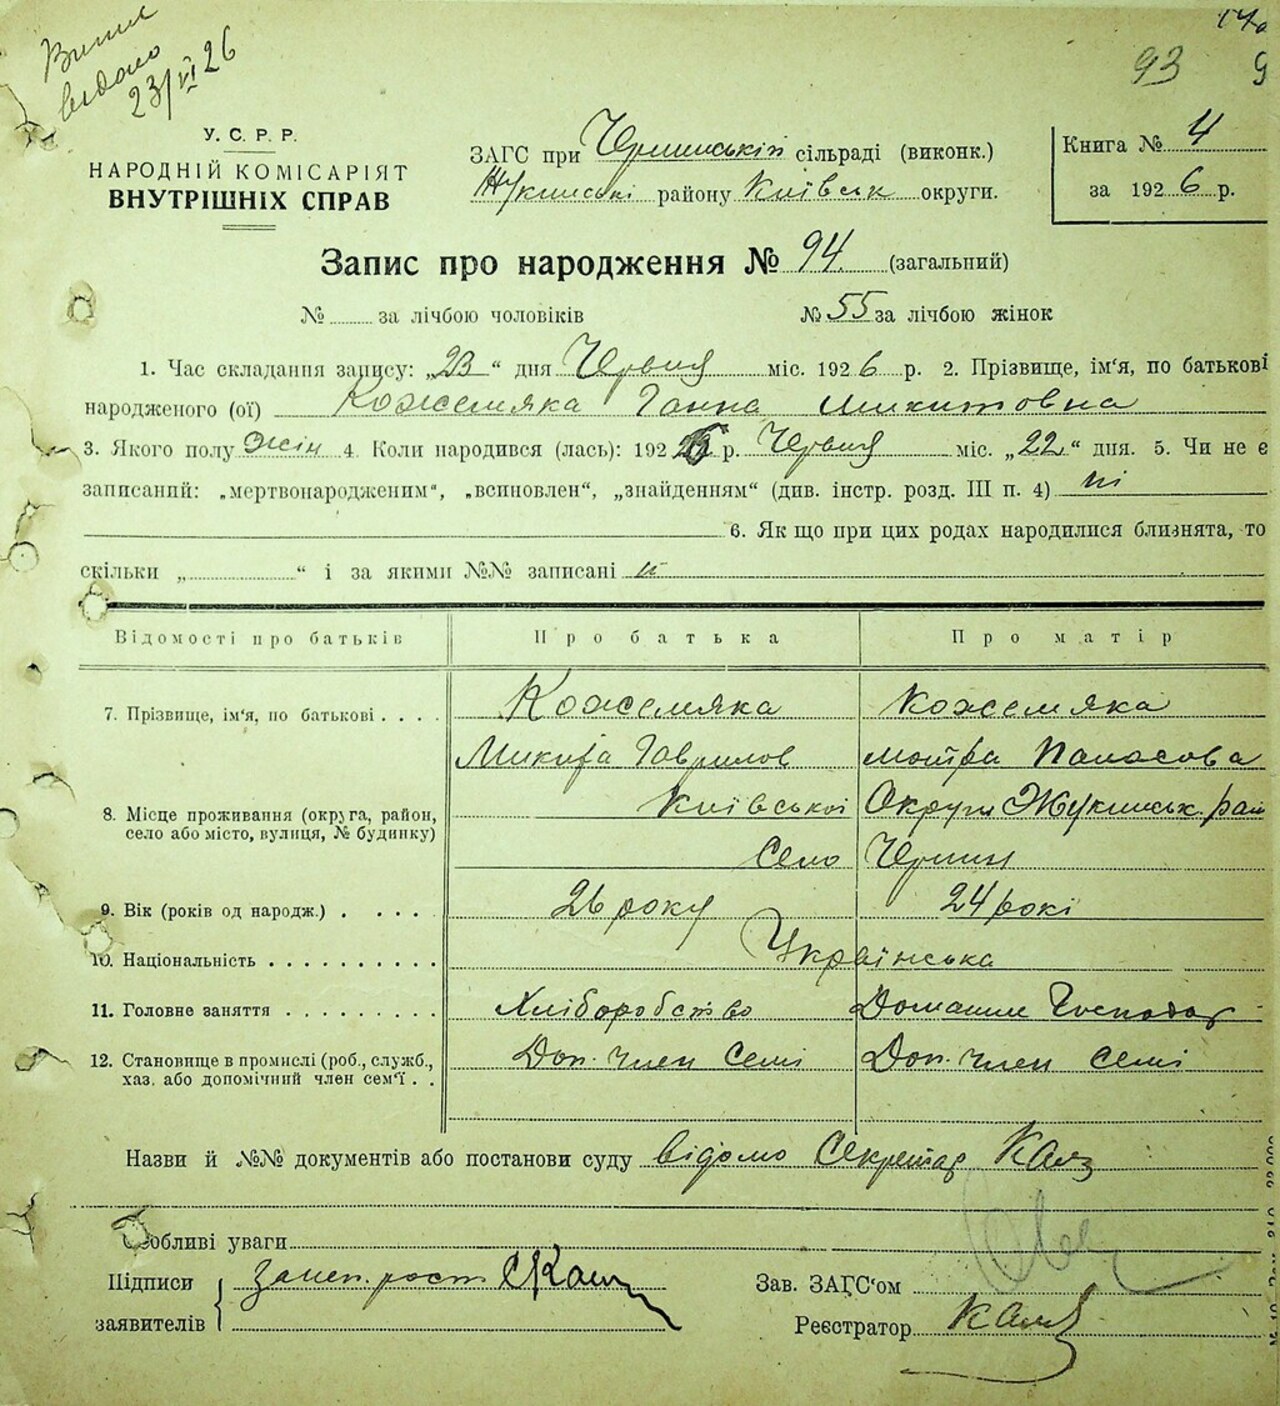 Випис
видано
23/VI 26
93
У. С. Р. Р.
НАРОДНІЙ КОМІСАРІЯТ
ВНУТРІШНІХ СПРАВ
ЗАГС при Чернинській сільраді (виконк.)
Жукинські району Київськ округи.
Книга № 4
за 1926 р.
Запис про народження № 94 (загальний)
№ за лічбою чоловіків № 55 за лічбою жінок
1. Час складання запису: „23“ дня Червня міс. 1926 р. 2. Прізвище, ім'я, по батькові
народженого (ої) Кожемяка Ганна Микитовна
3. Якого полу жін 4. Коли народився (лась): 1926 р. Червня міс. „22“ дня. 5. Чи не є
записаний: „мертвонародженим“, „всиновлен“, „знайденням“ (див. інстр. розд. III п. 4) ні
6. Як що при цих родах народилися близнята, то
скільки „ “ і за якими №№ записані
Відомості про батьків Про батька Про матір
7. Прізвище, ім'я, по батькові . . . . Кожемяка Кожемяка
Микита Гаврилов Мотря Панасова
8. Місце проживання (округа, район, село або місто, вулиця, № будинку) Київської Округи Жукинськ. рай
Село Чернин
9. Вік (років од народж.) . . . . . 26 року 24 рокі
10. Національність . . . . . . . . . . Українська
11. Головне заняття . . . . . . . . . Хліборобство Домашнє Господар
12. Становище в промислі (роб., служб., хаз. або допомічний член сем'ї . . Доп. член Семі Доп. член Семі
Назви й №№ документів або постанови суду відомо Секретар
Особливі уваги
Підписи
заявителів
Зав. ЗАГС'ом
Реєстратор